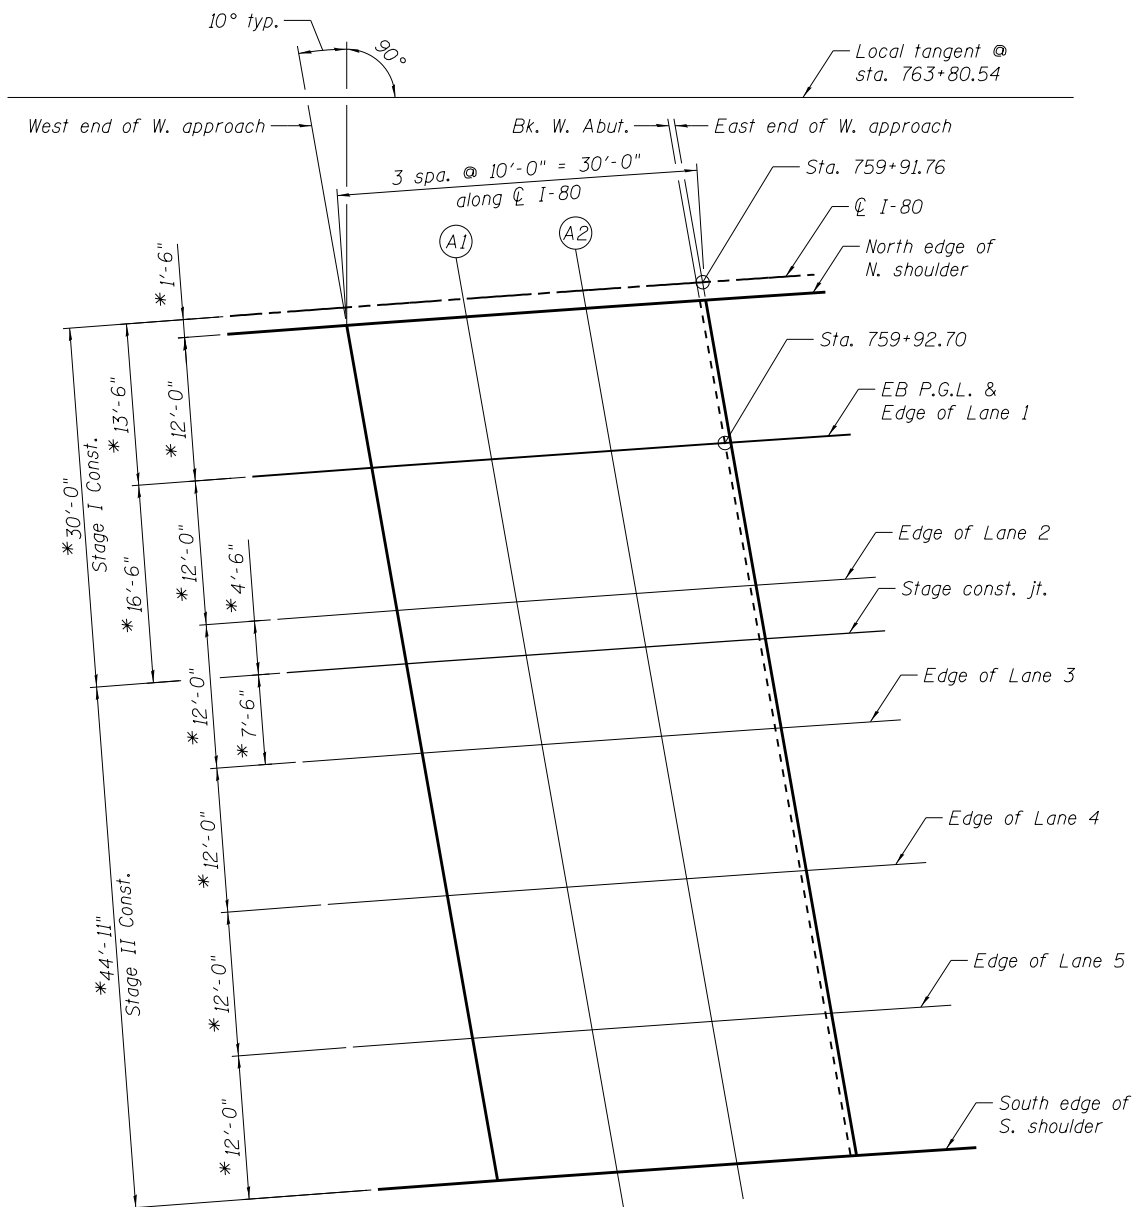 10° typ.
90°
Local tangent @
sta. 763+80.54
West end of W. approach
Bk. W. Abut.
East end of W. approach
3 spa. @ 10'-0" = 30'-0"
along ℄ I-80
Sta. 759+91.76
℄ I-80
A1
A2
North edge of
N. shoulder
*1'-6"
Sta. 759+92.70
EB P.G.L. &
Edge of Lane 1
*13'-6"
*12'-0"
*30'-0"
Stage I Const.
*16'-6"
*12'-0"
*4'-6"
Edge of Lane 2
Stage const. jt.
*12'-0"
*7'-6"
Edge of Lane 3
*12'-0"
Edge of Lane 4
*44'-11"
Stage II Const.
*12'-0"
Edge of Lane 5
*12'-0"
South edge of
S. shoulder